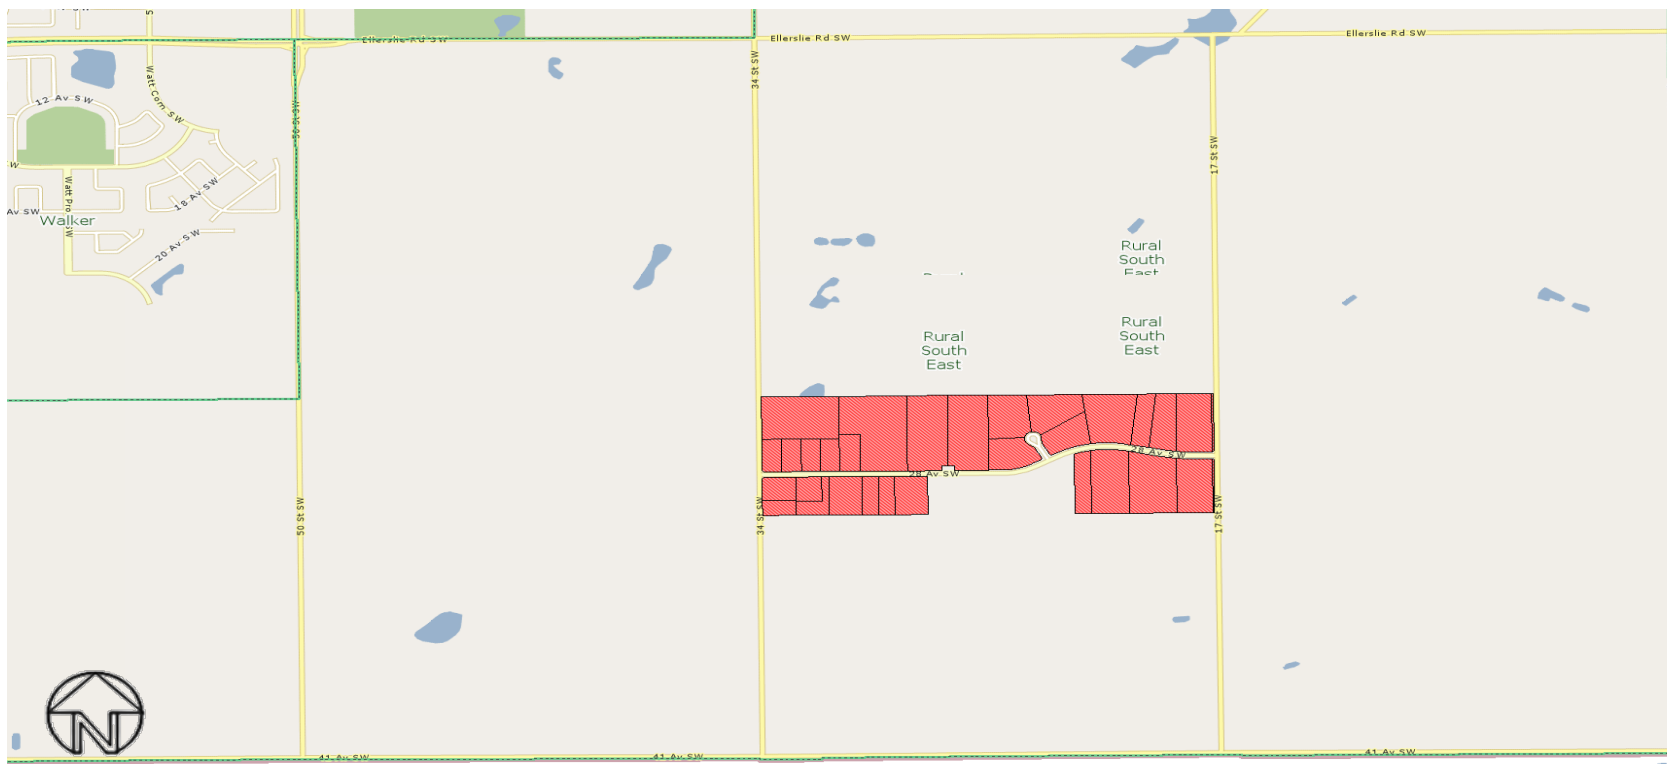 Ellerslie Rd SW
Ellerslie Rd SW
Ellerslie Rd SW
Watt Com SW
12 Av SW
50 St SW
34 St SW
17 St SW
18 Av SW
Av SW
Walker
20 Av SW
Rural
South
East
Rural
South
East
Rural
South
East
28 Av SW
28 Av SW
50 St SW
34 St SW
17 St SW
N
41 Av SW
41 Av SW
41 Av SW